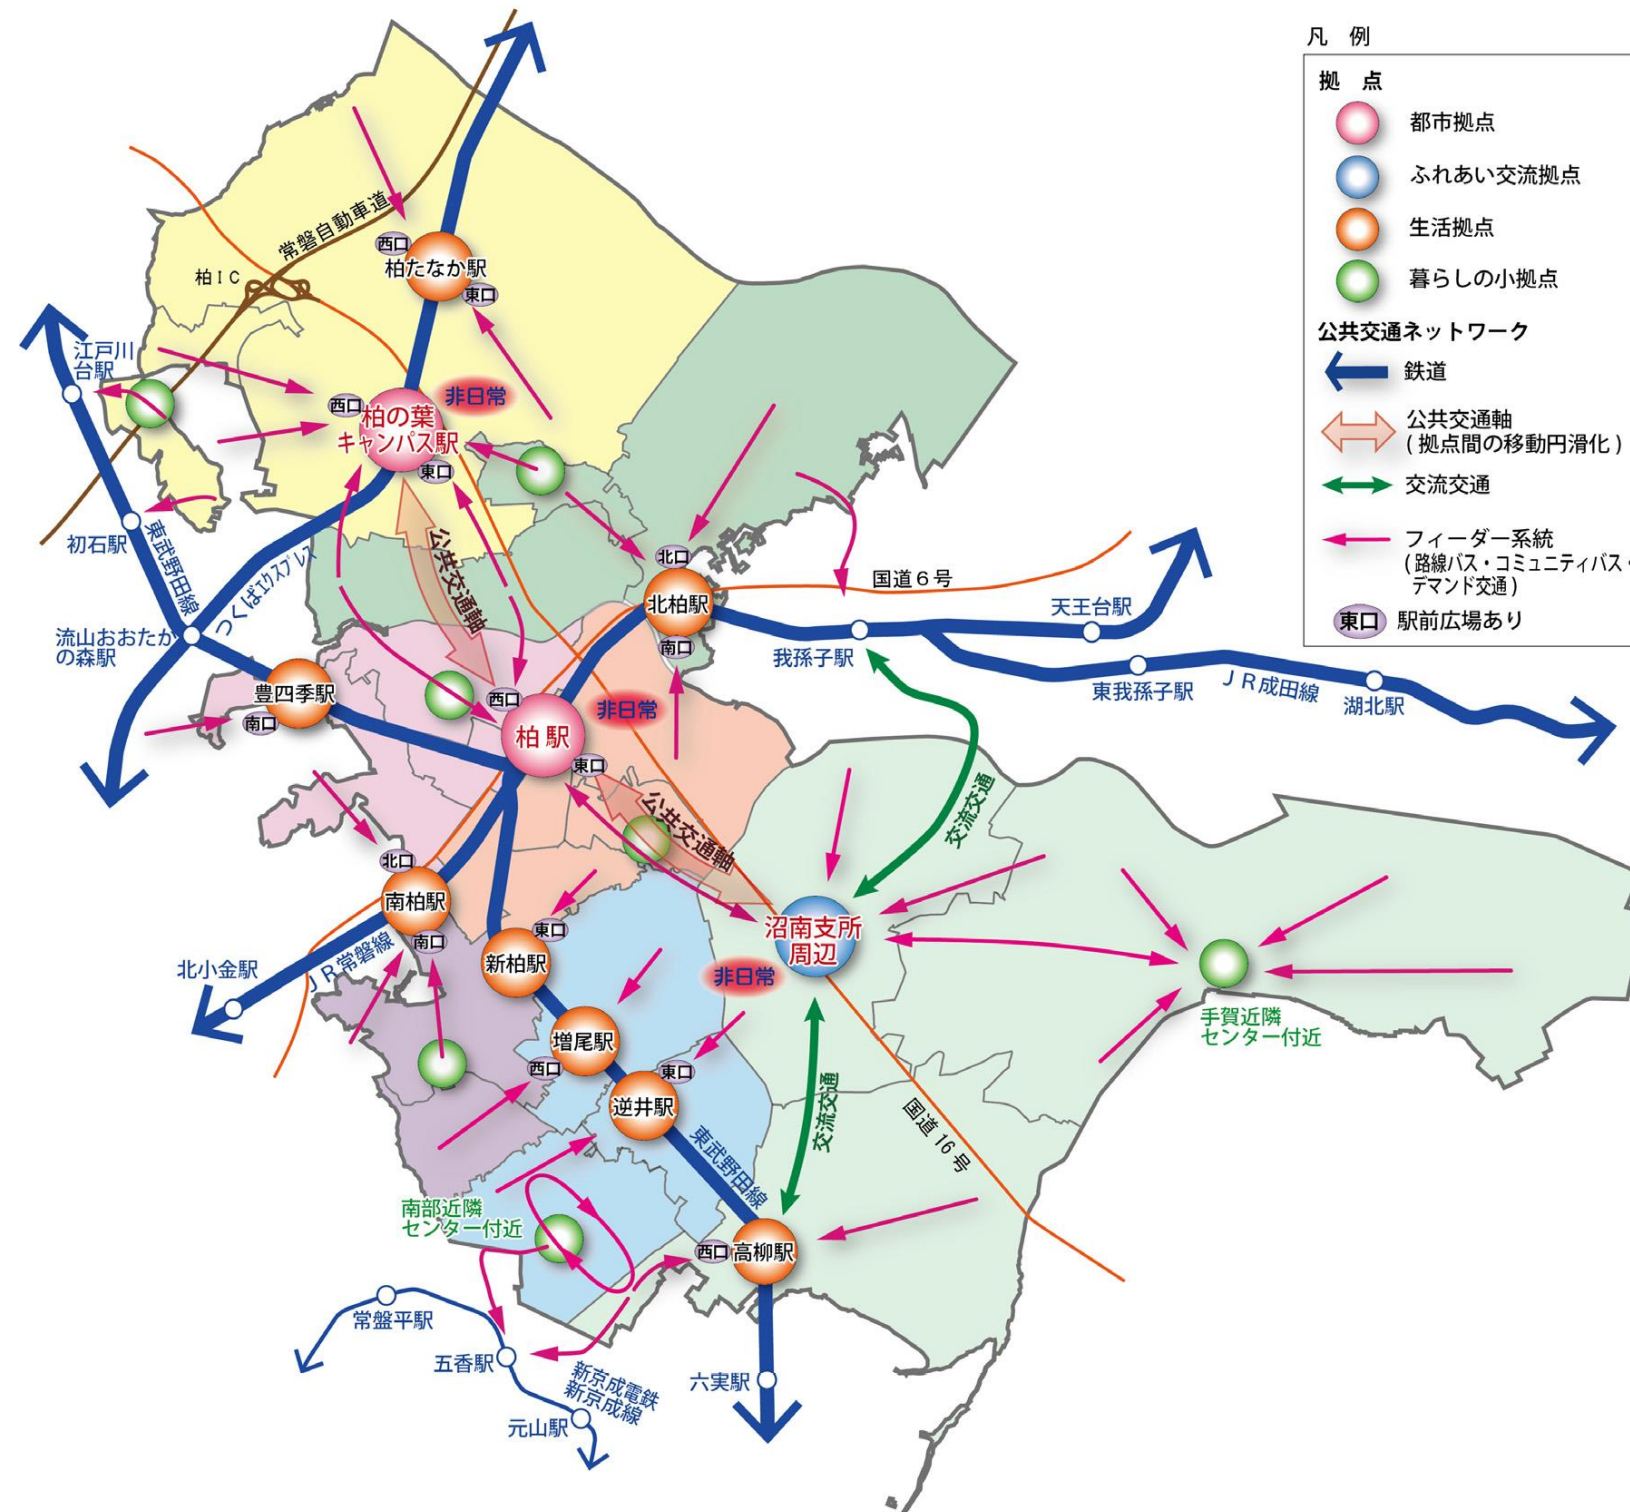 凡　例
拠　点
都市拠点
ふれあい交流拠点
生活拠点
暮らしの小拠点
公共交通ネットワーク
鉄道
公共交通軸
(拠点間の移動円滑化)
交流交通
フィーダー系統
(路線バス・コミュニティバス・
デマンド交通)
東口
駅前広場あり
常磐自動車道
柏IC
西口
柏たなか駅
東口
江戸川
台駅
非日常
西口
柏の葉
キャンパス駅
東口
初石駅
東武野田線
つくばエクスプレス
公共交通軸
北口
北柏駅
南口
国道6号
天王台駅
我孫子駅
東我孫子駅
JR成田線
湖北駅
流山おおたか
の森駅
豊四季駅
南口
西口
柏駅
非日常
東口
公共交通軸
交流交通
北口
南柏駅
南口
JR常磐線
北小金駅
東口
新柏駅
沼南支所
周辺
非日常
手賀近隣
センター付近
増尾駅
西口
東口
逆井駅
東武野田線
交流交通
国道16号
南部近隣
センター付近
西口
高柳駅
常盤平駅
五香駅
新京成電鉄
新京成線
元山駅
六実駅